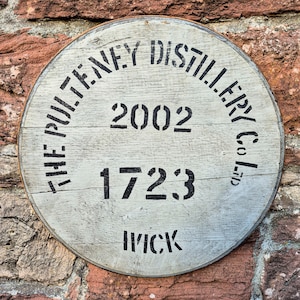 THE PULTENEY DISTILLERY Co LTD
2002
1723
WICK